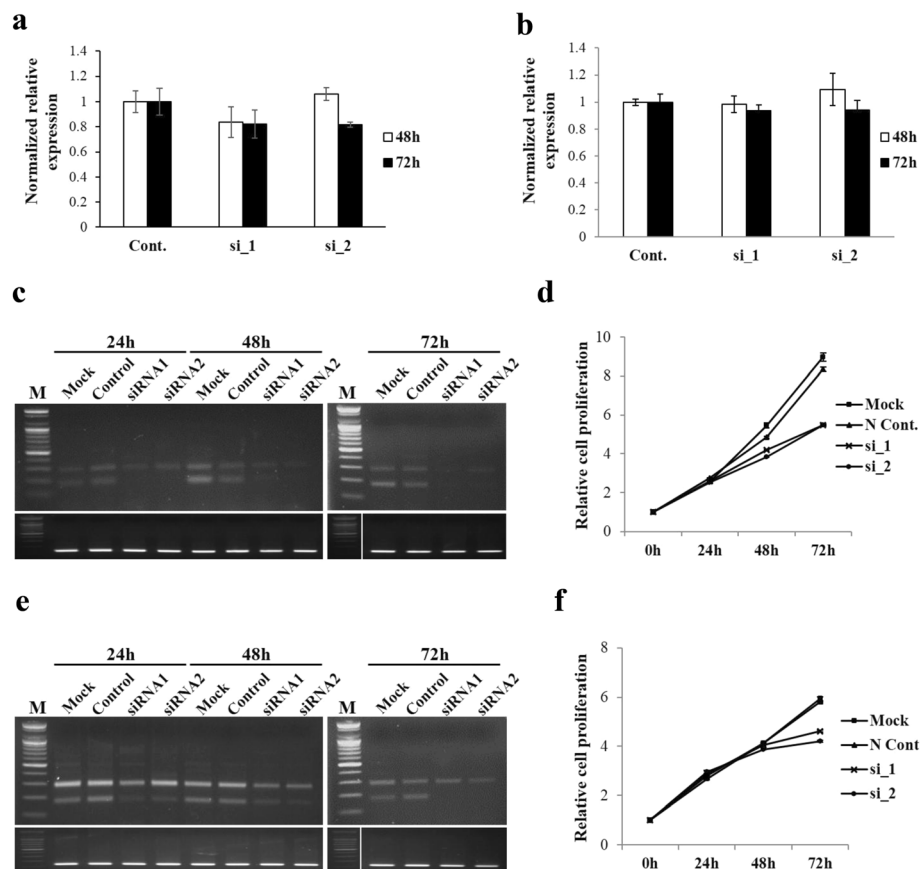 a
Normalized relative
expression
1.4
1.2
1
0.8
0.6
0.4
0.2
0
Cont.
si_1
si_2
48h
72h
b
Normalized relative
expression
1.4
1.2
1
0.8
0.6
0.4
0.2
0
Cont.
si_1
si_2
48h
72h
c
24h
48h
72h
M
Mock
Control
siRNA1
siRNA2
Mock
Control
siRNA1
siRNA2
M
Mock
Control
siRNA1
siRNA2
d
Relative cell proliferation
10
8
6
4
2
0
0h
24h
48h
72h
Mock
N Cont.
si_1
si_2
e
24h
48h
72h
M
Mock
Control
siRNA1
siRNA2
Mock
Control
siRNA1
siRNA2
M
Mock
Control
siRNA1
siRNA2
f
Relative cell proliferation
8
6
4
2
0
0h
24h
48h
72h
Mock
N Cont
si_1
si_2